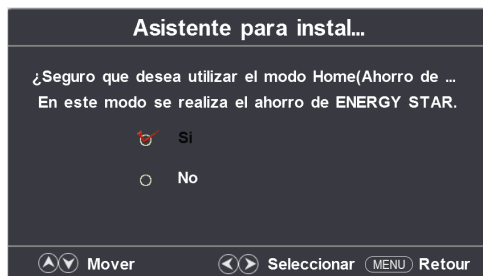 Asistente para instal...
¿Seguro que desea utilizar el modo Home(Ahorro de ...
En este modo se realiza el ahorro de ENERGY STAR.
Si
No
Mover Seleccionar MENU Retour